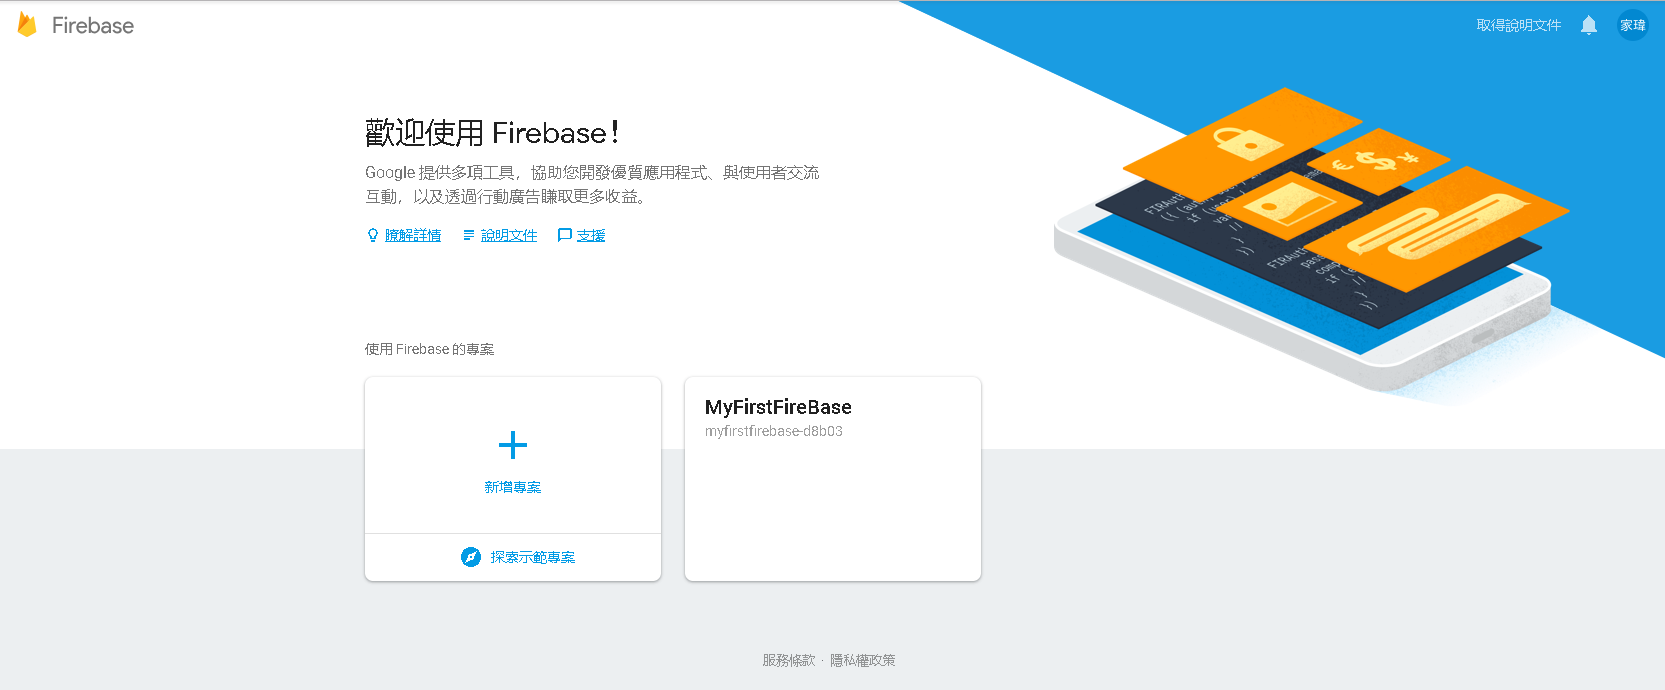 Firebase
取得說明文件
家瑋
歡迎使用 Firebase！
Google 提供多項工具，協助您開發優質應用程式、與使用者交流
互動，以及透過行動廣告賺取更多收益。
瞭解詳情
說明文件
支援
使用 Firebase 的專案
新增專案
探索示範專案
MyFirstFireBase
myfirstfirebase-d8b03
服務條款 · 隱私權政策